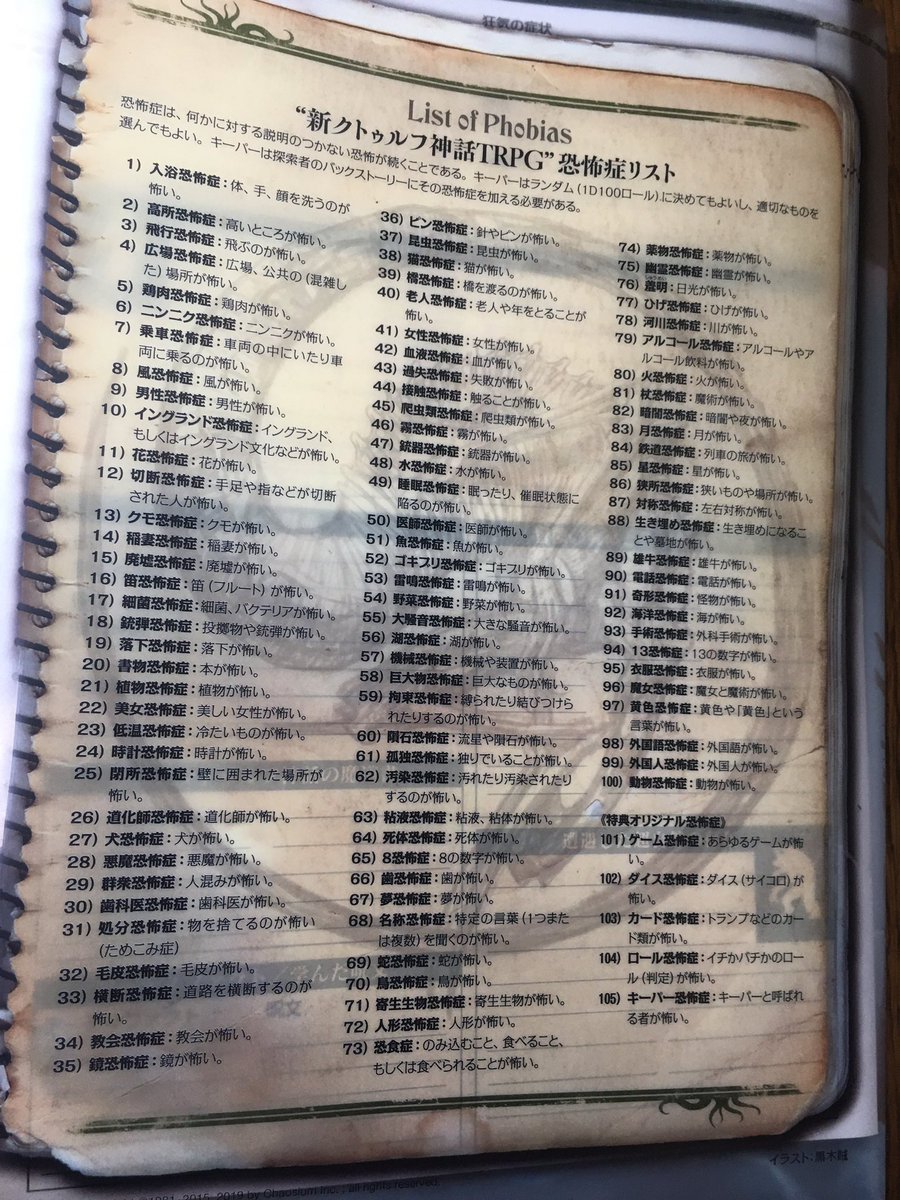 狂気の症状
List of Phobias
“新クトゥルフ神話TRPG”恐怖症リスト
恐怖症は、何かに対する説明のつかない恐怖が続くことである。キーパーはランダム(1D100ロール)に決めてもよいし、適切なものを
選んでもよい。キーパーは探索者のバックストーリーにその恐怖症を加える必要がある。
1）入浴恐怖症：体、手、顔を洗うのが
怖い。
2）高所恐怖症：高いところが怖い。
3）飛行恐怖症：飛ぶのが怖い。
4）広場恐怖症：広場、公共の（混雑し
た）場所が怖い。
5）鶏肉恐怖症：鶏肉が怖い。
6）ニンニク恐怖症：ニンニクが怖い。
7）乗車恐怖症：車両の中にいたり車
両に乗るのが怖い。
8）風恐怖症：風が怖い。
9）男性恐怖症：男性が怖い。
10）イングランド恐怖症：イングランド、
もしくはイングランド文化などが怖い。
11）花恐怖症：花が怖い。
12）切断恐怖症：手足や指などが切断
された人が怖い。
13）クモ恐怖症：クモが怖い。
14）稲妻恐怖症：稲妻が怖い。
15）廃墟恐怖症：廃墟が怖い。
16）笛恐怖症：笛（フルート）が怖い。
17）細菌恐怖症：細菌、バクテリアが怖い。
18）銃弾恐怖症：投擲物や銃弾が怖い。
19）落下恐怖症：落下が怖い。
20）書物恐怖症：本が怖い。
21）植物恐怖症：植物が怖い。
22）美女恐怖症：美しい女性が怖い。
23）低温恐怖症：冷たいものが怖い。
24）時計恐怖症：時計が怖い。
25）閉所恐怖症：壁に囲まれた場所が
怖い。
26）道化師恐怖症：道化師が怖い。
27）犬恐怖症：犬が怖い。
28）悪魔恐怖症：悪魔が怖い。
29）群衆恐怖症：人混みが怖い。
30）歯科医恐怖症：歯科医が怖い。
31）処分恐怖症：物を捨てるのが怖い
（ためこみ症）
32）毛皮恐怖症：毛皮が怖い。
33）横断恐怖症：道路を横断するのが
怖い。
34）教会恐怖症：教会が怖い。
35）鏡恐怖症：鏡が怖い。
36）ピン恐怖症：針やピンが怖い。
37）昆虫恐怖症：昆虫が怖い。
38）猫恐怖症：猫が怖い。
39）橋恐怖症：橋を渡るのが怖い。
40）老人恐怖症：老人や年をとることが
怖い。
41）女性恐怖症：女性が怖い。
42）血液恐怖症：血が怖い。
43）過失恐怖症：失敗が怖い。
44）接触恐怖症：触ることが怖い。
45）爬虫類恐怖症：爬虫類が怖い。
46）霧恐怖症：霧が怖い。
47）銃器恐怖症：銃器が怖い。
48）水恐怖症：水が怖い。
49）睡眠恐怖症：眠ったり、催眠状態に
陥るのが怖い。
50）医師恐怖症：医師が怖い。
51）魚恐怖症：魚が怖い。
52）ゴキブリ恐怖症：ゴキブリが怖い。
53）雷鳴恐怖症：雷鳴が怖い。
54）野菜恐怖症：野菜が怖い。
55）大騒音恐怖症：大きな騒音が怖い。
56）湖恐怖症：湖が怖い。
57）機械恐怖症：機械や装置が怖い。
58）巨大物恐怖症：巨大なものが怖い。
59）拘束恐怖症：縛られたり結びつけら
れたりするのが怖い。
60）隕石恐怖症：流星や隕石が怖い。
61）孤独恐怖症：独りでいることが怖い。
62）汚染恐怖症：汚れたり汚染されたり
するのが怖い。
63）粘液恐怖症：粘液、粘体が怖い。
64）死体恐怖症：死体が怖い。
65）8恐怖症：8の数字が怖い。
66）歯恐怖症：歯が怖い。
67）夢恐怖症：夢が怖い。
68）名称恐怖症：特定の言葉（1つまた
は複数）を聞くのが怖い。
69）蛇恐怖症：蛇が怖い。
70）鳥恐怖症：鳥が怖い。
71）寄生生物恐怖症：寄生生物が怖い。
72）人形恐怖症：人形が怖い。
73）恐食症：のみ込むこと、食べること、
もしくは食べられることが怖い。
74）薬物恐怖症：薬物が怖い。
75）幽霊恐怖症：幽霊が怖い。
76）羞明：日光が怖い。
77）ひげ恐怖症：ひげが怖い。
78）河川恐怖症：川が怖い。
79）アルコール恐怖症：アルコールやア
ルコール飲料が怖い。
80）火恐怖症：火が怖い。
81）杖恐怖症：魔術が怖い。
82）暗闇恐怖症：暗闇や夜が怖い。
83）月恐怖症：月が怖い。
84）鉄道恐怖症：列車の旅が怖い。
85）星恐怖症：星が怖い。
86）狭所恐怖症：狭いものや場所が怖い。
87）対称恐怖症：左右対称が怖い。
88）生き埋め恐怖症：生き埋めになるこ
とや墓地が怖い。
89）雄牛恐怖症：雄牛が怖い。
90）電話恐怖症：電話が怖い。
91）奇形恐怖症：怪物が怖い。
92）海洋恐怖症：海が怖い。
93）手術恐怖症：外科手術が怖い。
94）13恐怖症：13の数字が怖い。
95）衣服恐怖症：衣服が怖い。
96）魔女恐怖症：魔女と魔術が怖い。
97）黄色恐怖症：黄色や「黄色」という
言葉が怖い。
98）外国語恐怖症：外国語が怖い。
99）外国人恐怖症：外国人が怖い。
100）動物恐怖症：動物が怖い。
《特典オリジナル恐怖症》
101）ゲーム恐怖症：あらゆるゲームが怖
い。
102）ダイス恐怖症：ダイス（サイコロ）が
怖い。
103）カード恐怖症：トランプなどのカー
ド類が怖い。
104）ロール恐怖症：イチかバチかのロー
ル（判定）が怖い。
105）キーパー恐怖症：キーパーと呼ばれ
る者が怖い。
イラスト：黒木誠
1981, 2015, 2019 by Chaosium Inc., all rights reserved.